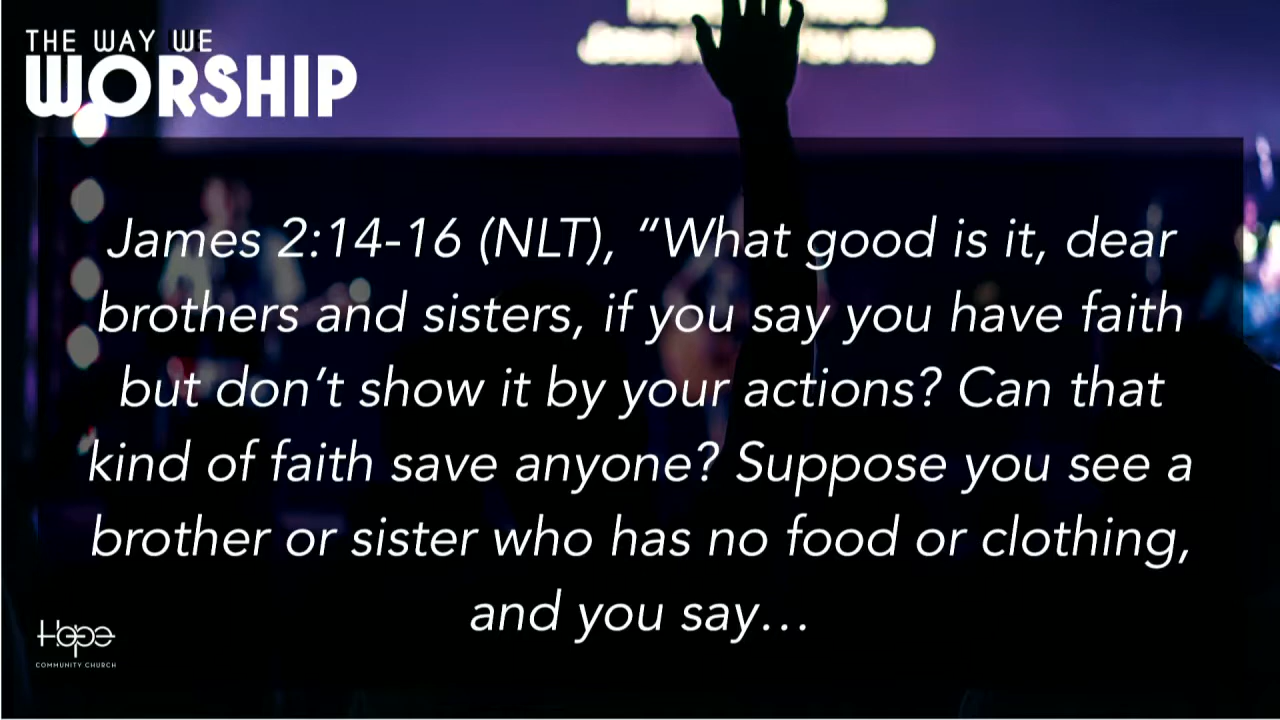 THE WAY WE
WORSHIP
James 2:14-16 (NLT), “What good is it, dear
brothers and sisters, if you say you have faith
but don’t show it by your actions? Can that
kind of faith save anyone? Suppose you see a
brother or sister who has no food or clothing,
and you say…
Hope
COMMUNITY CHURCH